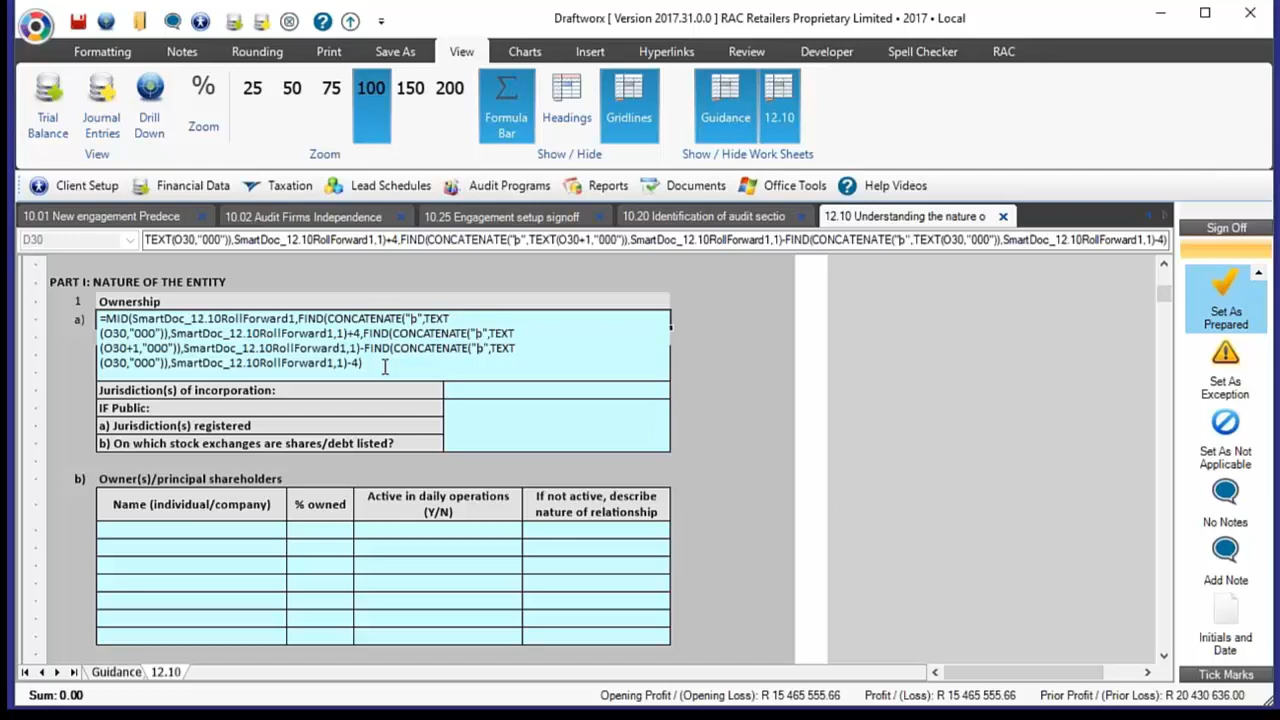 Draftworx [ Version 2017.31.0.0 ] RAC Retailers Proprietary Limited • 2017 • Local
Formatting Notes Rounding Print Save As View Charts Insert Hyperlinks Review Developer Spell Checker RAC
25 50 75 100 150 200
Trial Balance
Journal Entries
Drill Down
% Zoom
Formula Bar
Headings
Gridlines
Guidance
12.10
View
Zoom
Show / Hide
Show / Hide Work Sheets
Client Setup Financial Data Taxation Lead Schedules Audit Programs Reports Documents Office Tools Help Videos
10.01 New engagement Predece 10.02 Audit Firms Independence 10.25 Engagement setup signoff 10.20 Identification of audit sectio 12.10 Understanding the nature o
D30
TEXT(O30,"000")),SmartDoc_12.10RollForward1,1)+4,FIND(CONCATENATE("þ",TEXT(O30+1,"000")),SmartDoc_12.10RollForward1,1)-FIND(CONCATENATE("þ",TEXT(O30,"000")),SmartDoc_12.10RollForward1,1)-4)
PART I: NATURE OF THE ENTITY
1 Ownership
a) =MID(SmartDoc_12.10RollForward1,FIND(CONCATENATE("þ",TEXT
(O30,"000")),SmartDoc_12.10RollForward1,1)+4,FIND(CONCATENATE("þ",TEXT
(O30+1,"000")),SmartDoc_12.10RollForward1,1)-FIND(CONCATENATE("þ",TEXT
(O30,"000")),SmartDoc_12.10RollForward1,1)-4)
Jurisdiction(s) of incorporation:
IF Public:
a) Jurisdiction(s) registered
b) On which stock exchanges are shares/debt listed?
b) Owner(s)/principal shareholders
Name (individual/company)
% owned
Active in daily operations
(Y/N)
If not active, describe
nature of relationship
Guidance 12.10
Sum: 0.00
Opening Profit / (Opening Loss): R 15 465 555.66 Profit / (Loss): R 15 465 555.66 Prior Profit / (Prior Loss): R 20 430 636.00
Sign Off
Set As
Prepared
Set As
Exception
Set As Not
Applicable
No Notes
Add Note
Initials and
Date
Tick Marks